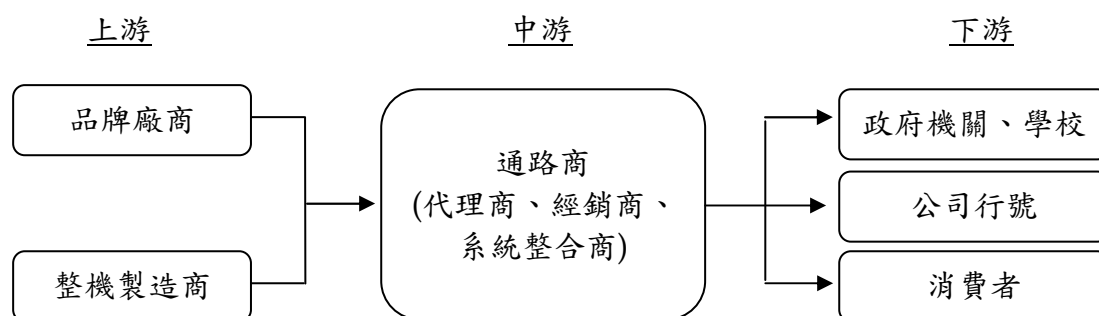 上游
中游
下游
品牌廠商
整機製造商
通路商
(代理商、經銷商、
系統整合商)
政府機關、學校
公司行號
消費者